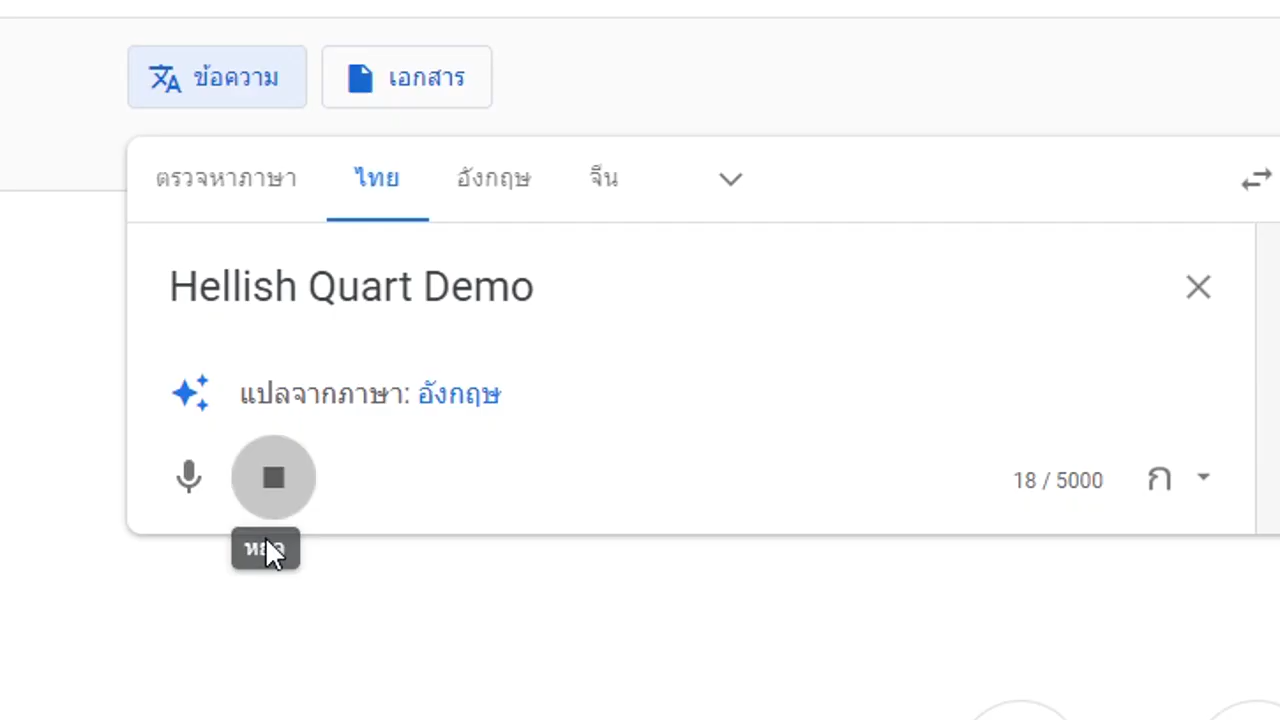 ข้อความ เอกสาร
ตรวจหาภาษา ไทย อังกฤษ จีน
Hellish Quart Demo
แปลจากภาษา: อังกฤษ
18 / 5000 ก